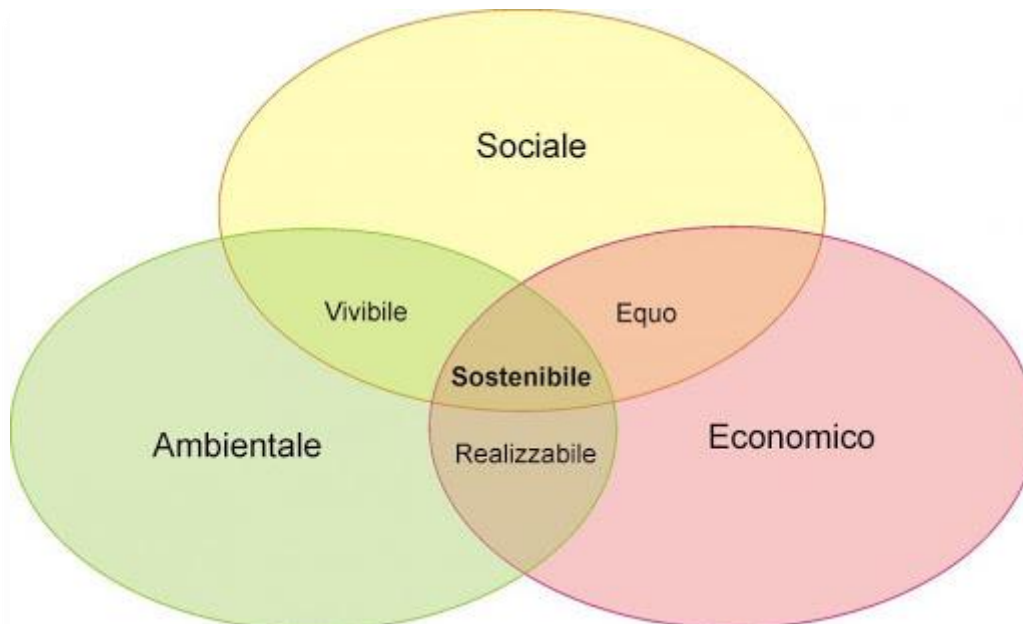 Sociale
Vivibile
Equo
Sostenibile
Ambientale
Economico
Realizzabile